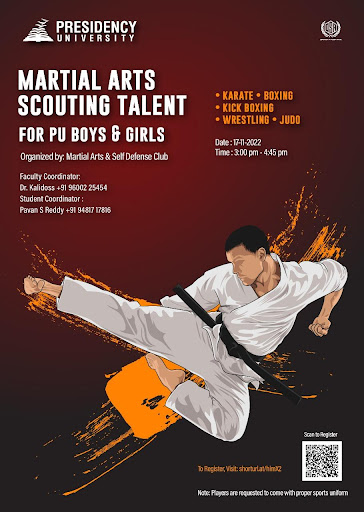 PRESIDENCY
UNIVERSITY
MARTIAL ARTS
SCOUTING TALENT
FOR PU BOYS & GIRLS
Organized by: Martial Arts & Self Defense Club
Faculty Coordinator:
Dr. Kalidoss +91 96002 25454
Student Coordinator :
Pavan S Reddy +91 94817 17816
• KARATE • BOXING
• KICK BOXING
• WRESTLING • JUDO
Date : 17-11-2022
Time : 3:00 pm - 4:45 pm
Scan to Register
To Register, Visit: shorturl.at/himX2
Note: Players are requested to come with proper sports uniform